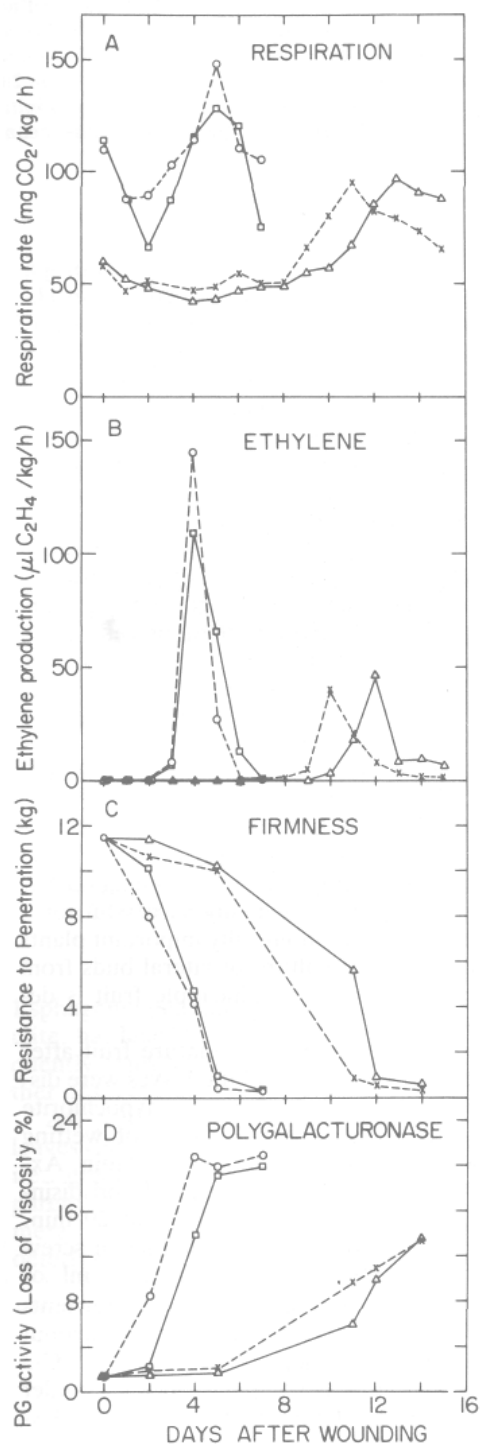 A
RESPIRATION
Respiration rate (mg CO2/kg/h)
150
100
50
0
B
ETHYLENE
Ethylene production (μl C2H4/kg/h)
150
100
50
0
C
FIRMNESS
Resistance to Penetration (kg)
12
8
4
0
D
POLYGALACTURONASE
PG activity (Loss of Viscosity, %)
24
16
8
0
0 4 8 12 16
DAYS AFTER WOUNDING